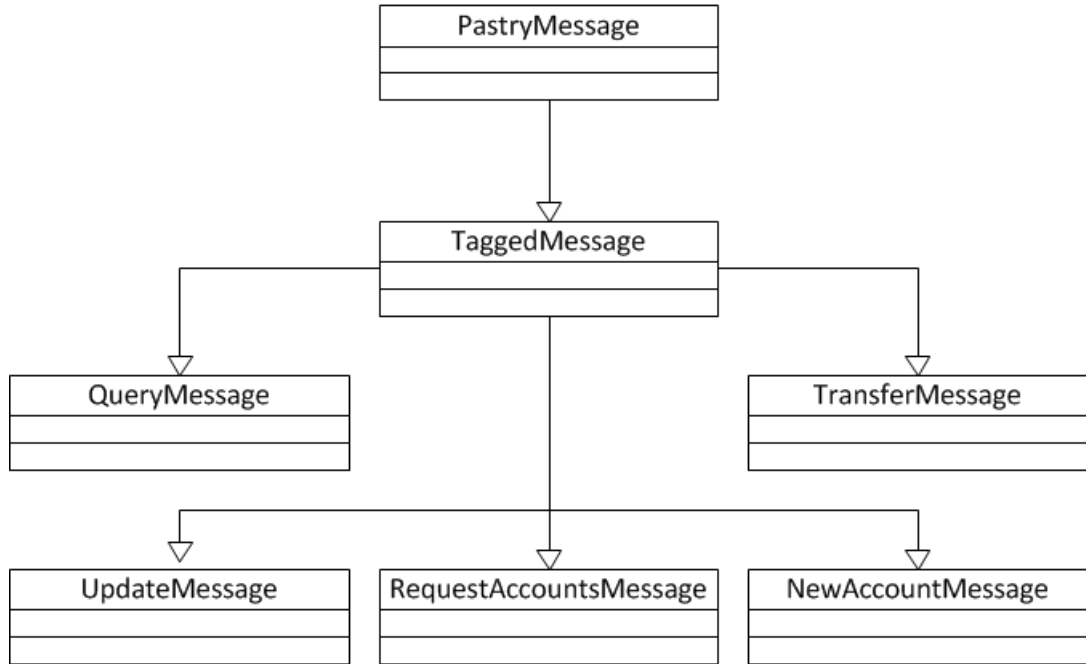 PastryMessage
TaggedMessage
QueryMessage
TransferMessage
UpdateMessage
RequestAccountsMessage
NewAccountMessage